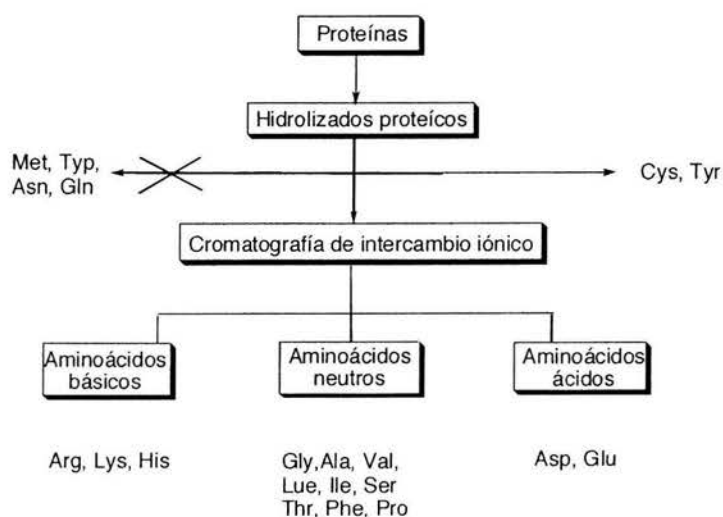 Proteínas
Hidrolizados proteícos
Met, Typ,
Asn, Gln
Cys, Tyr
Cromatografía de intercambio iónico
Aminoácidos
básicos
Aminoácidos
neutros
Aminoácidos
ácidos
Arg, Lys, His
Gly,Ala, Val,
Lue, Ile, Ser
Thr, Phe, Pro
Asp, Glu